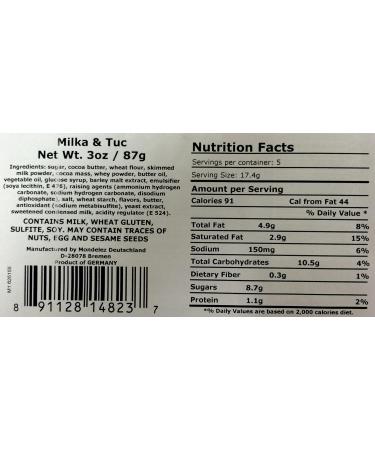 Milka & Tuc
Net Wt. 3oz / 87g
Ingredients: sugar, cocoa butter, wheat flour, skimmed
milk powder, cocoa mass, whey powder, butter oil,
vegetable oil, glucose syrup, barley malt extract, emulsifier
(soya lecithin, E 476), raising agents (ammonium hydrogen
carbonate, sodium hydrogen carbonate, disodium
diphosphate), salt, wheat starch, flavors, butter,
antioxidant (sodium metabisulfite), yeast extract,
sweetened condensed milk, acidity regulator (E 524).
CONTAINS MILK, WHEAT GLUTEN,
SULFITE, SOY. MAY CONTAIN TRACES OF
NUTS, EGG AND SESAME SEEDS
Manufactured by Mondelez Deutschland
D-28078 Bremen
Product of GERMANY
8 91128 14823 7
Nutrition Facts
Servings per container: 5
Serving Size: 17.4g
Amount per Serving
Calories 91 Cal from Fat 44
% Daily Value *
Total Fat 4.9g 8%
Saturated Fat 2.9g 15%
Sodium 150mg 6%
Total Carbohydrates 10.5g 4%
Dietary Fiber 0.3g 1%
Sugars 8.7g
Protein 1.1g 2%
*% Daily Values are based on 2,000 calories diet.